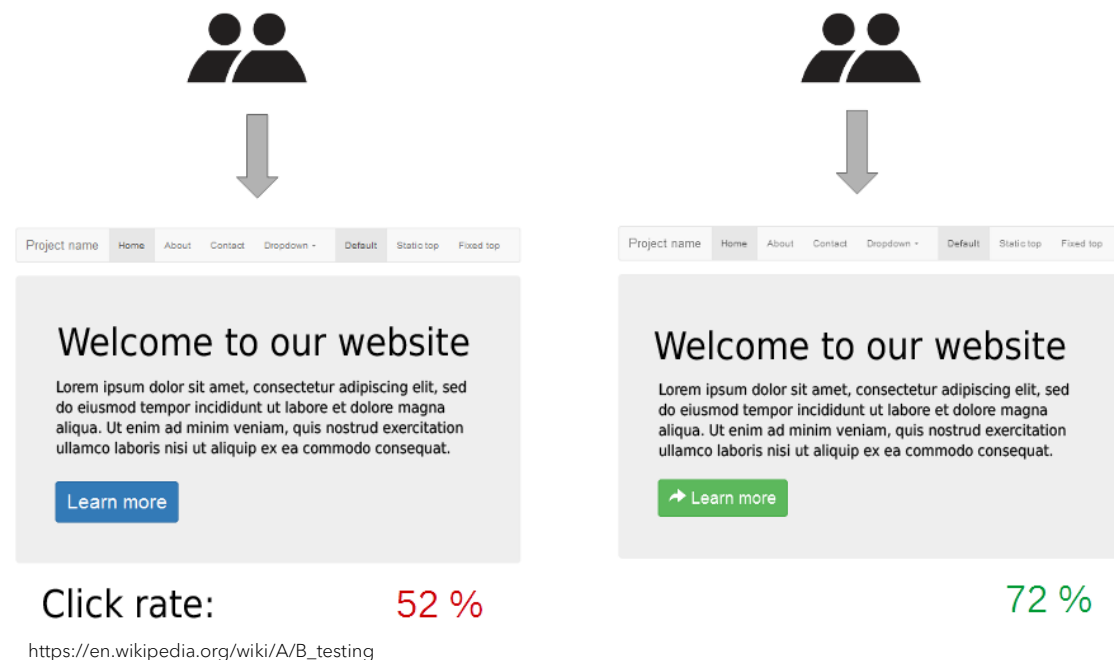 Project name Home About Contact Dropdown Default Static top Fixed top
Welcome to our website
Lorem ipsum dolor sit amet, consectetur adipiscing elit, sed
do eiusmod tempor incididunt ut labore et dolore magna
aliqua. Ut enim ad minim veniam, quis nostrud exercitation
ullamco laboris nisi ut aliquip ex ea commodo consequat.
Learn more
Click rate: 52 %
https://en.wikipedia.org/wiki/A/B_testing
Project name Home About Contact Dropdown Default Static top Fixed top
Welcome to our website
Lorem ipsum dolor sit amet, consectetur adipiscing elit, sed
do eiusmod tempor incididunt ut labore et dolore magna
aliqua. Ut enim ad minim veniam, quis nostrud exercitation
ullamco laboris nisi ut aliquip ex ea commodo consequat.
Learn more
72 %